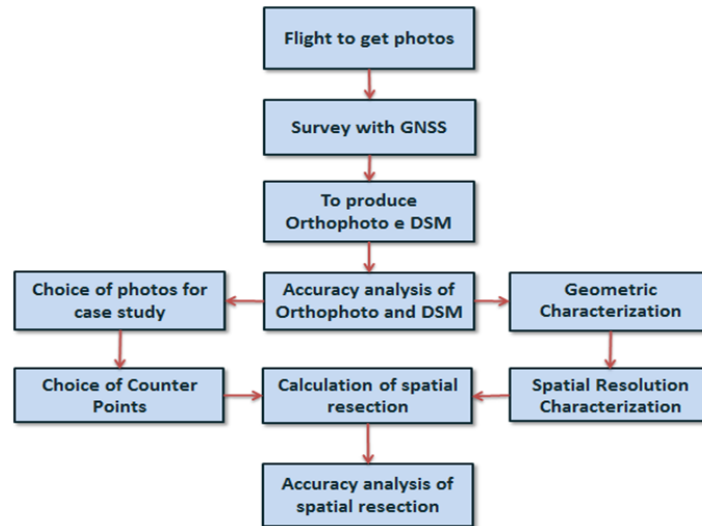 Flight to get photos
Survey with GNSS
To produce
Orthophoto e DSM
Choice of photos for
case study
Accuracy analysis of
Orthophoto and DSM
Geometric
Characterization
Choice of Counter
Points
Calculation of spatial
resection
Spatial Resolution
Characterization
Accuracy analysis of
spatial resection